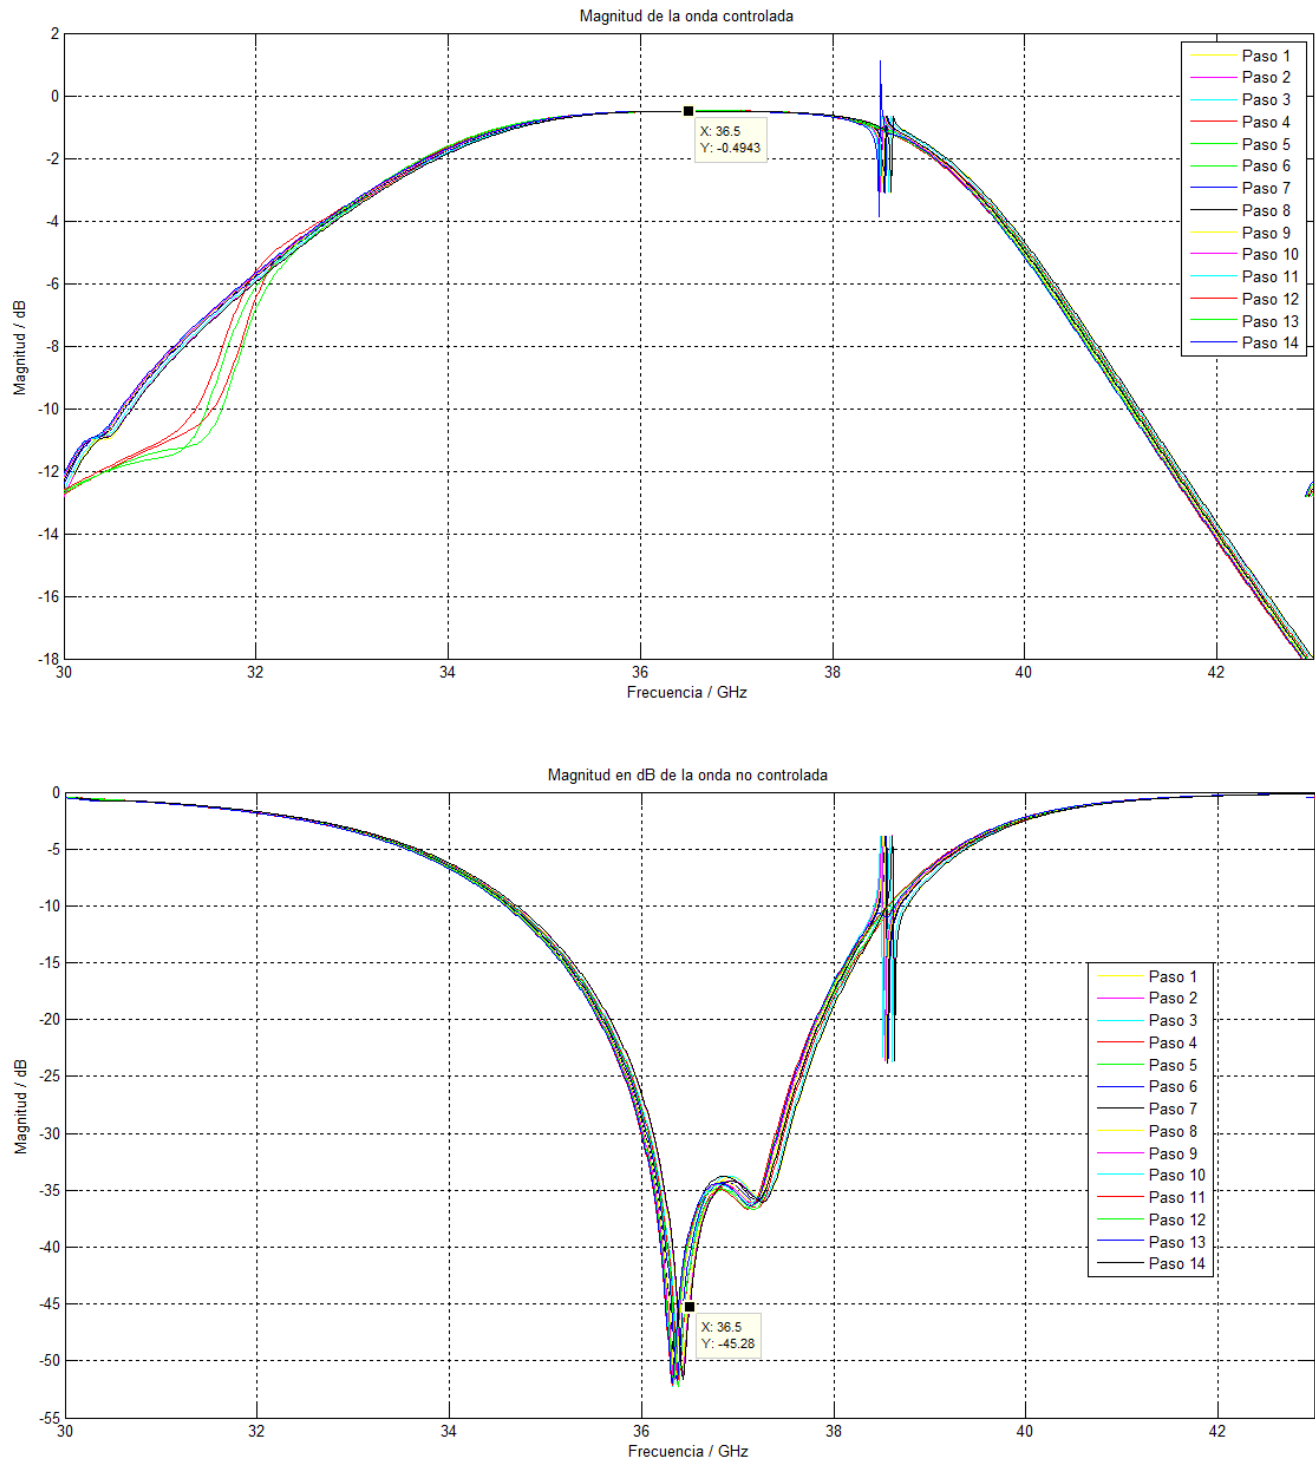 Magnitud de la onda controlada
2
0
-2
-4
-6
-8
-10
-12
-14
-16
-18
Magnitud / dB
X: 36.5
Y: -0.4943
Paso 1
Paso 2
Paso 3
Paso 4
Paso 5
Paso 6
Paso 7
Paso 8
Paso 9
Paso 10
Paso 11
Paso 12
Paso 13
Paso 14
30 32 34 36 38 40 42
Frecuencia / GHz
Magnitud en dB de la onda no controlada
0
-5
-10
-15
-20
-25
-30
-35
-40
-45
-50
-55
Magnitud / dB
Paso 1
Paso 2
Paso 3
Paso 4
Paso 5
Paso 6
Paso 7
Paso 8
Paso 9
Paso 10
Paso 11
Paso 12
Paso 13
Paso 14
X: 36.5
Y: -45.28
30 32 34 36 38 40 42
Frecuencia / GHz